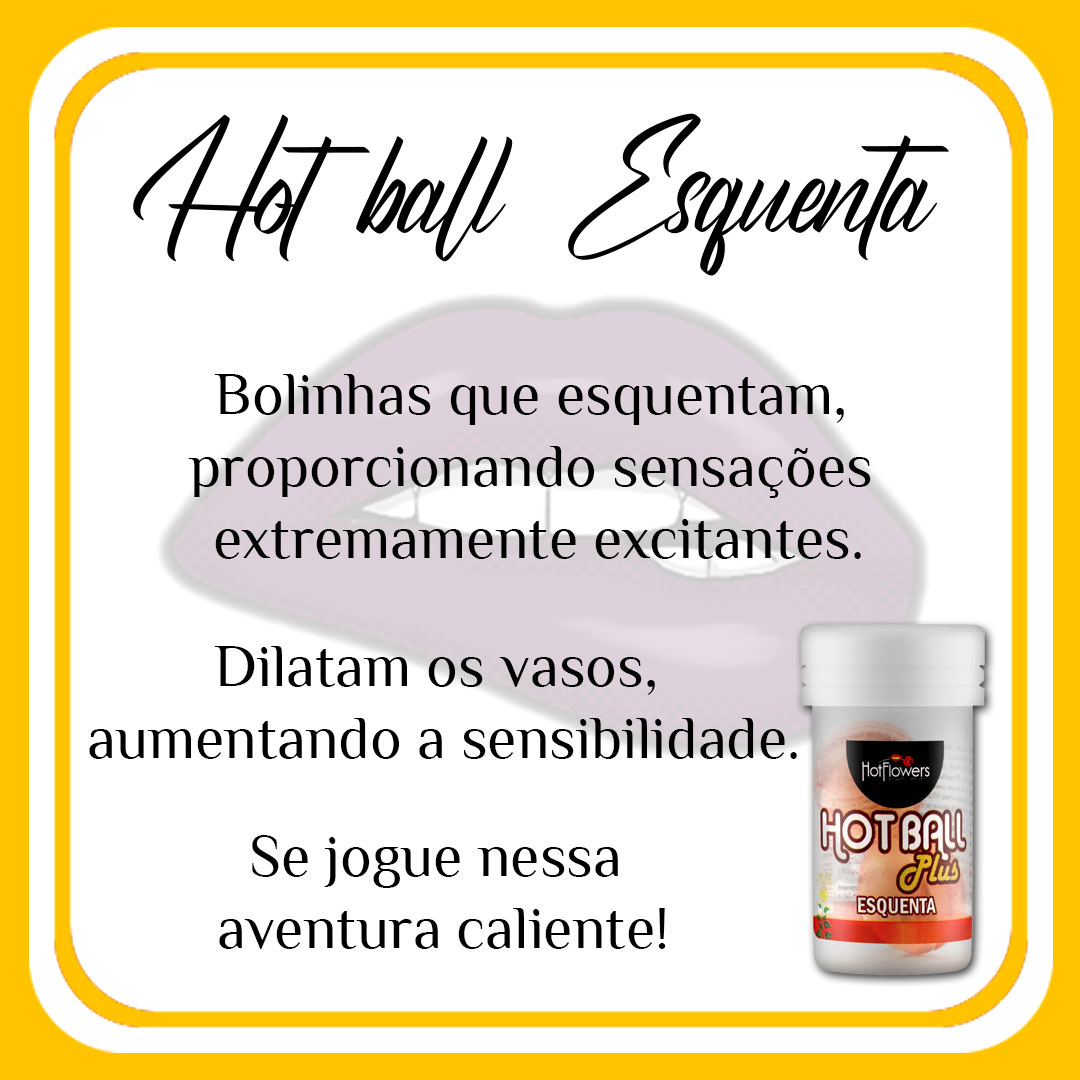 Hot ball Esquenta
Bolinhas que esquentam,
proporcionando sensações
extremamente excitantes.
Dilatam os vasos,
aumentando a sensibilidade.
Se jogue nessa
aventura caliente!
HotFlowers
HOT BALL
Plus
ESQUENTA